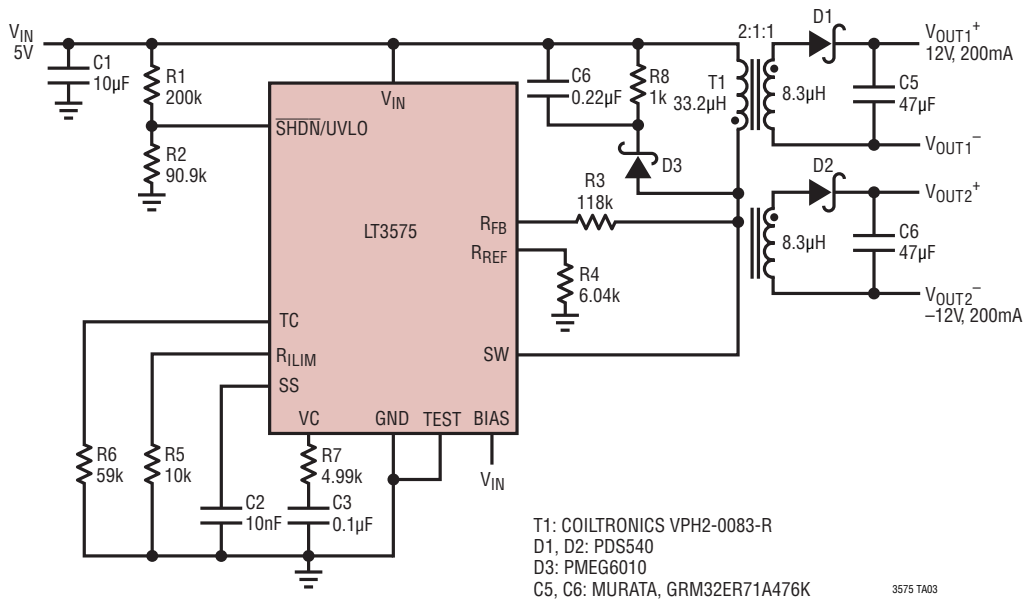 VIN
5V
C1
10µF
R1
200k
R2
90.9k
VIN
SHDN/UVLO
LT3575
RFB
RREF
TC
RILIM
SS
SW
VC
GND
TEST
BIAS
VIN
C6
0.22µF
R8
1k
D3
R3
118k
R4
6.04k
T1
33.2µH
2:1:1
8.3µH
D1
C5
47µF
VOUT1+
12V, 200mA
VOUT1–
8.3µH
D2
C6
47µF
VOUT2+
VOUT2–
–12V, 200mA
R6
59k
R5
10k
C2
10nF
R7
4.99k
C3
0.1µF
T1: COILTRONICS VPH2-0083-R
D1, D2: PDS540
D3: PMEG6010
C5, C6: MURATA, GRM32ER71A476K
3575 TA03